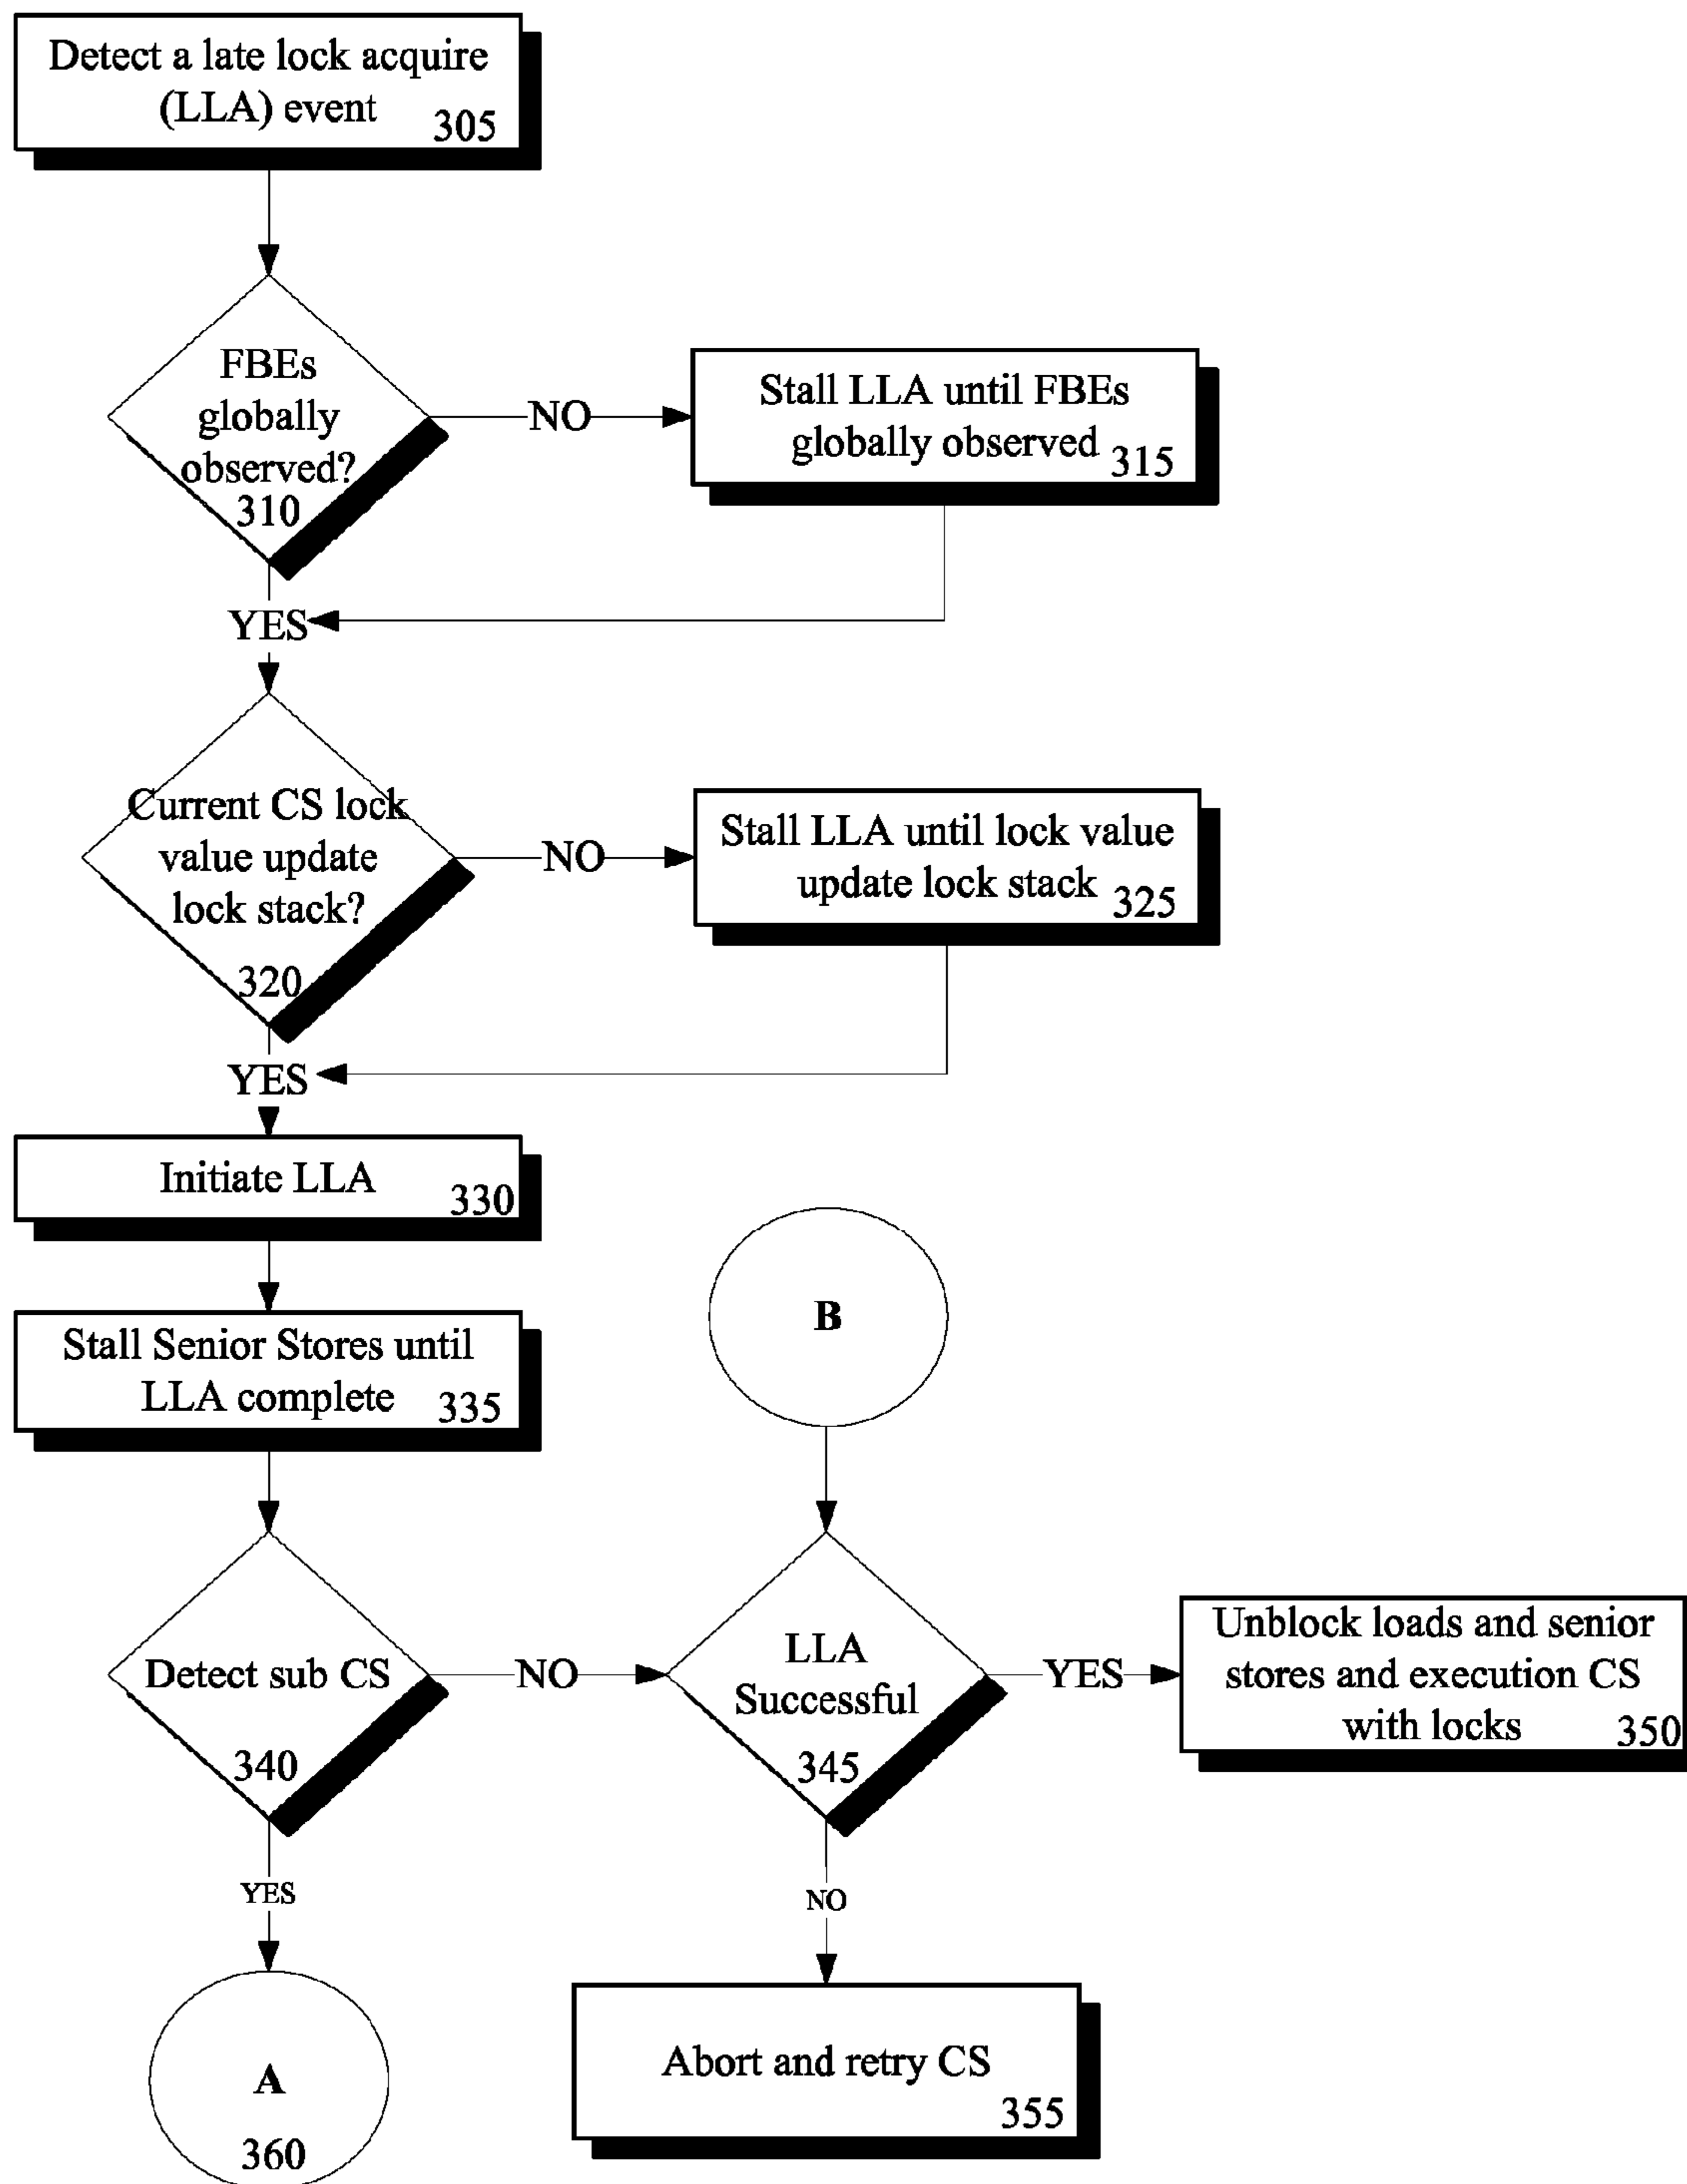 Detect a late lock acquire
(LLA) event
305
FBEs
globally
observed?
310
NO
Stall LLA until FBEs
globally observed
315
YES
Current CS lock
value update
lock stack?
320
NO
Stall LLA until lock value
update lock stack
325
YES
Initiate LLA
330
Stall Senior Stores until
LLA complete
335
B
Detect sub CS
340
NO
LLA
Successful
345
YES
Unblock loads and senior
stores and execution CS
with locks
350
YES
NO
A
360
Abort and retry CS
355